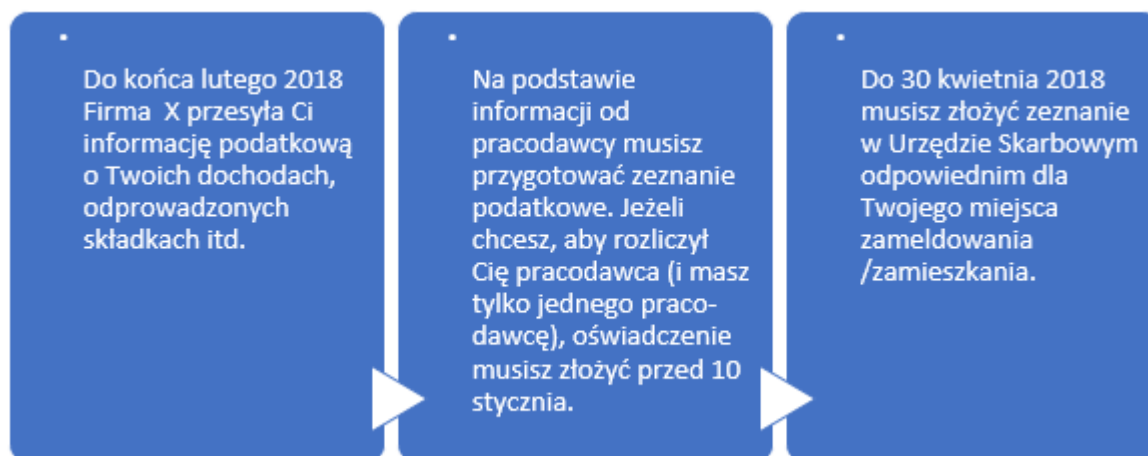 Do końca lutego 2018
Firma X przesyła Ci
informację podatkową
o Twoich dochodach,
odprowadzonych
składkach itd.
Na podstawie
informacji od
pracodawcy musisz
przygotować zeznanie
podatkowe. Jeżeli
chcesz, aby rozliczył
Cię pracodawca (i masz
tylko jednego praco-
dawcę), oświadczenie
musisz złożyć przed 10
stycznia.
Do 30 kwietnia 2018
musisz złożyć zeznanie
w Urzędzie Skarbowym
odpowiednim dla
Twojego miejsca
zameldowania
/zamieszkania.